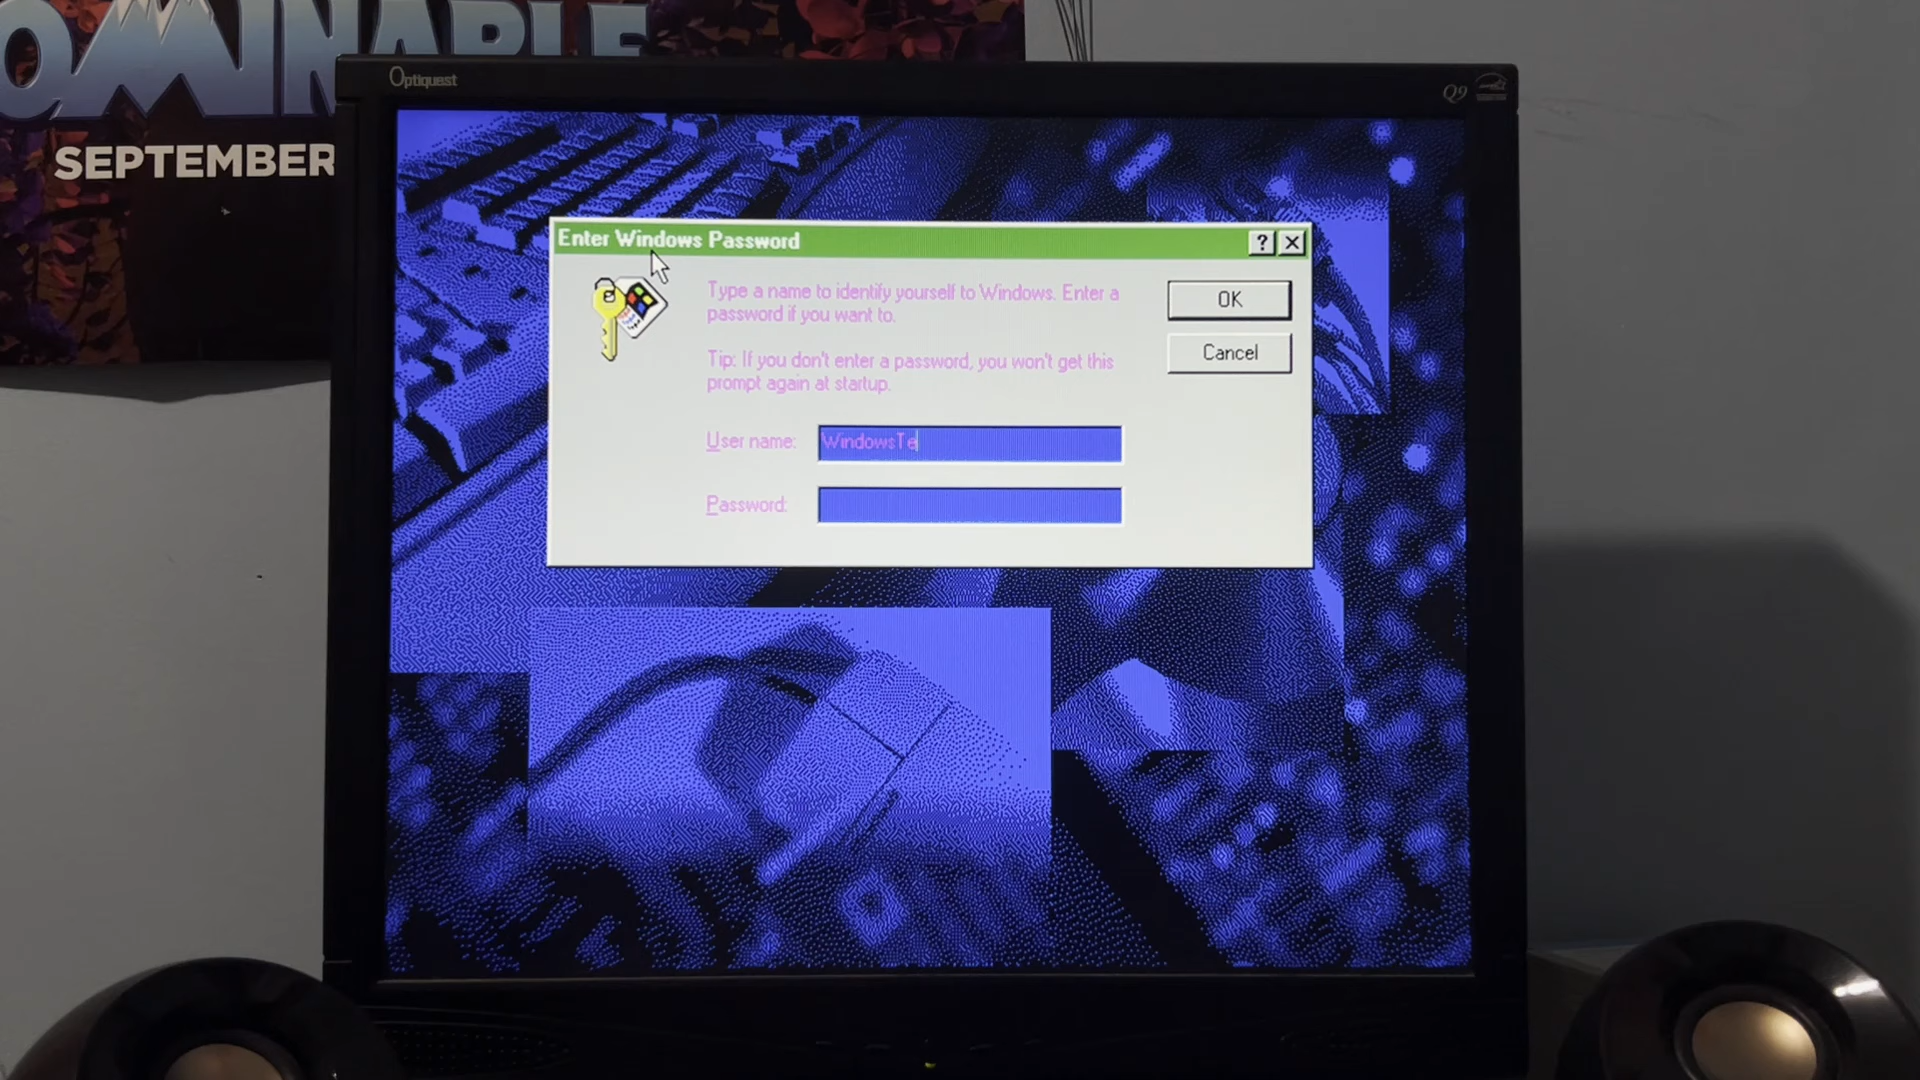 OMINABLE
SEPTEMBER
Optiquest
Q9
Enter Windows Password
Type a name to identify yourself to Windows. Enter a
password if you want to.
Tip: If you don't enter a password, you won't get this
prompt again at startup.
User name: WindowsTe
Password:
OK
Cancel